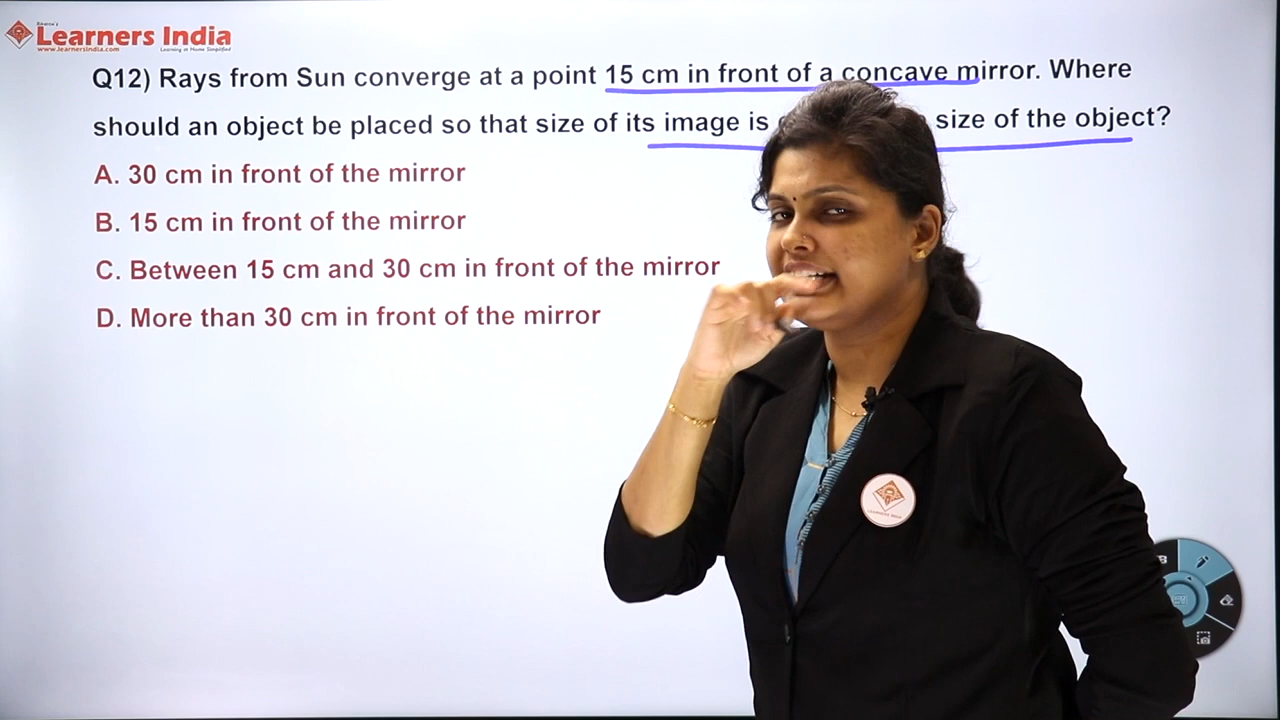 Learners India
www.learnersindia.com Learning at Home Simplified
Q12) Rays from Sun converge at a point 15 cm in front of a concave mirror. Where
should an object be placed so that size of its image is size of the object?
A. 30 cm in front of the mirror
B. 15 cm in front of the mirror
C. Between 15 cm and 30 cm in front of the mirror
D. More than 30 cm in front of the mirror
LEARNERS INDIA